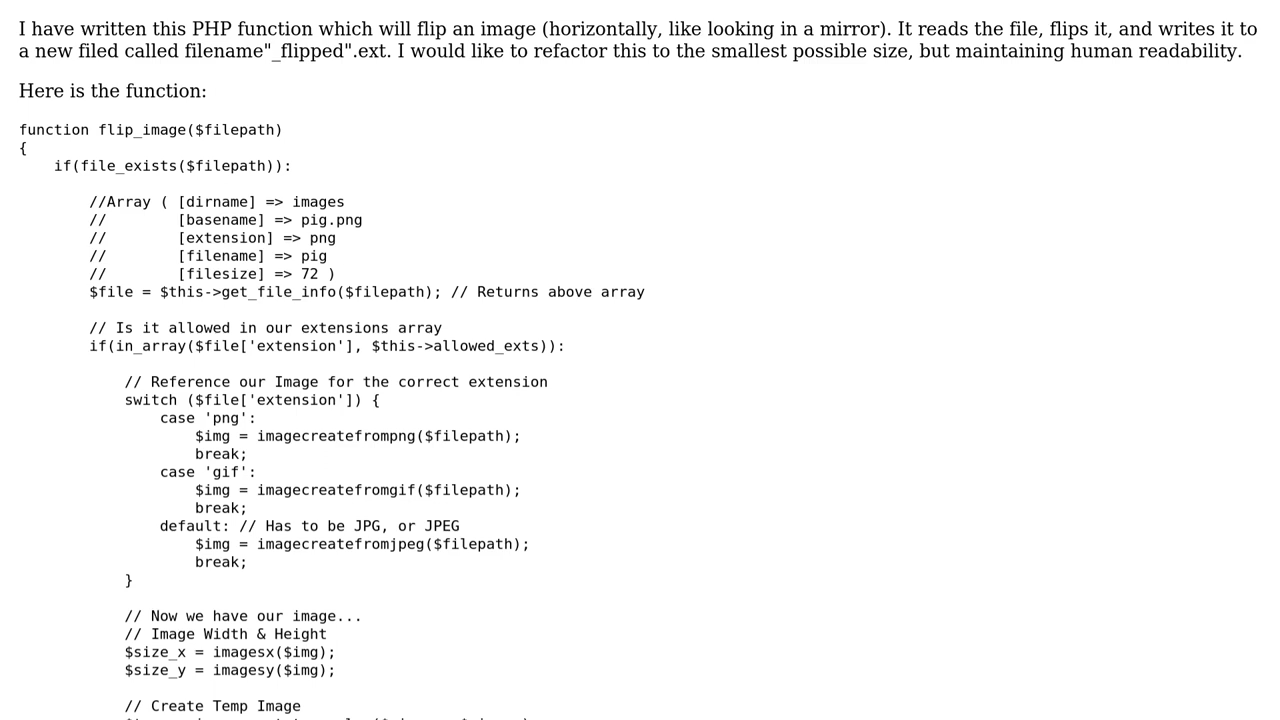 I have written this PHP function which will flip an image (horizontally, like looking in a mirror). It reads the file, flips it, and writes it to
a new filed called filename"_flipped".ext. I would like to refactor this to the smallest possible size, but maintaining human readability.
Here is the function:
function flip_image($filepath)
{
    if(file_exists($filepath)):
        //Array ( [dirname] => images
        //        [basename] => pig.png
        //        [extension] => png
        //        [filename] => pig
        //        [filesize] => 72 )
        $file = $this->get_file_info($filepath); // Returns above array
        // Is it allowed in our extensions array
        if(in_array($file['extension'], $this->allowed_exts)):
            // Reference our Image for the correct extension
            switch ($file['extension']) {
                case 'png':
                    $img = imagecreatefrompng($filepath);
                    break;
                case 'gif':
                    $img = imagecreatefromgif($filepath);
                    break;
                default: // Has to be JPG, or JPEG
                    $img = imagecreatefromjpeg($filepath);
                    break;
            }
            // Now we have our image...
            // Image Width & Height
            $size_x = imagesx($img);
            $size_y = imagesy($img);
            // Create Temp Image